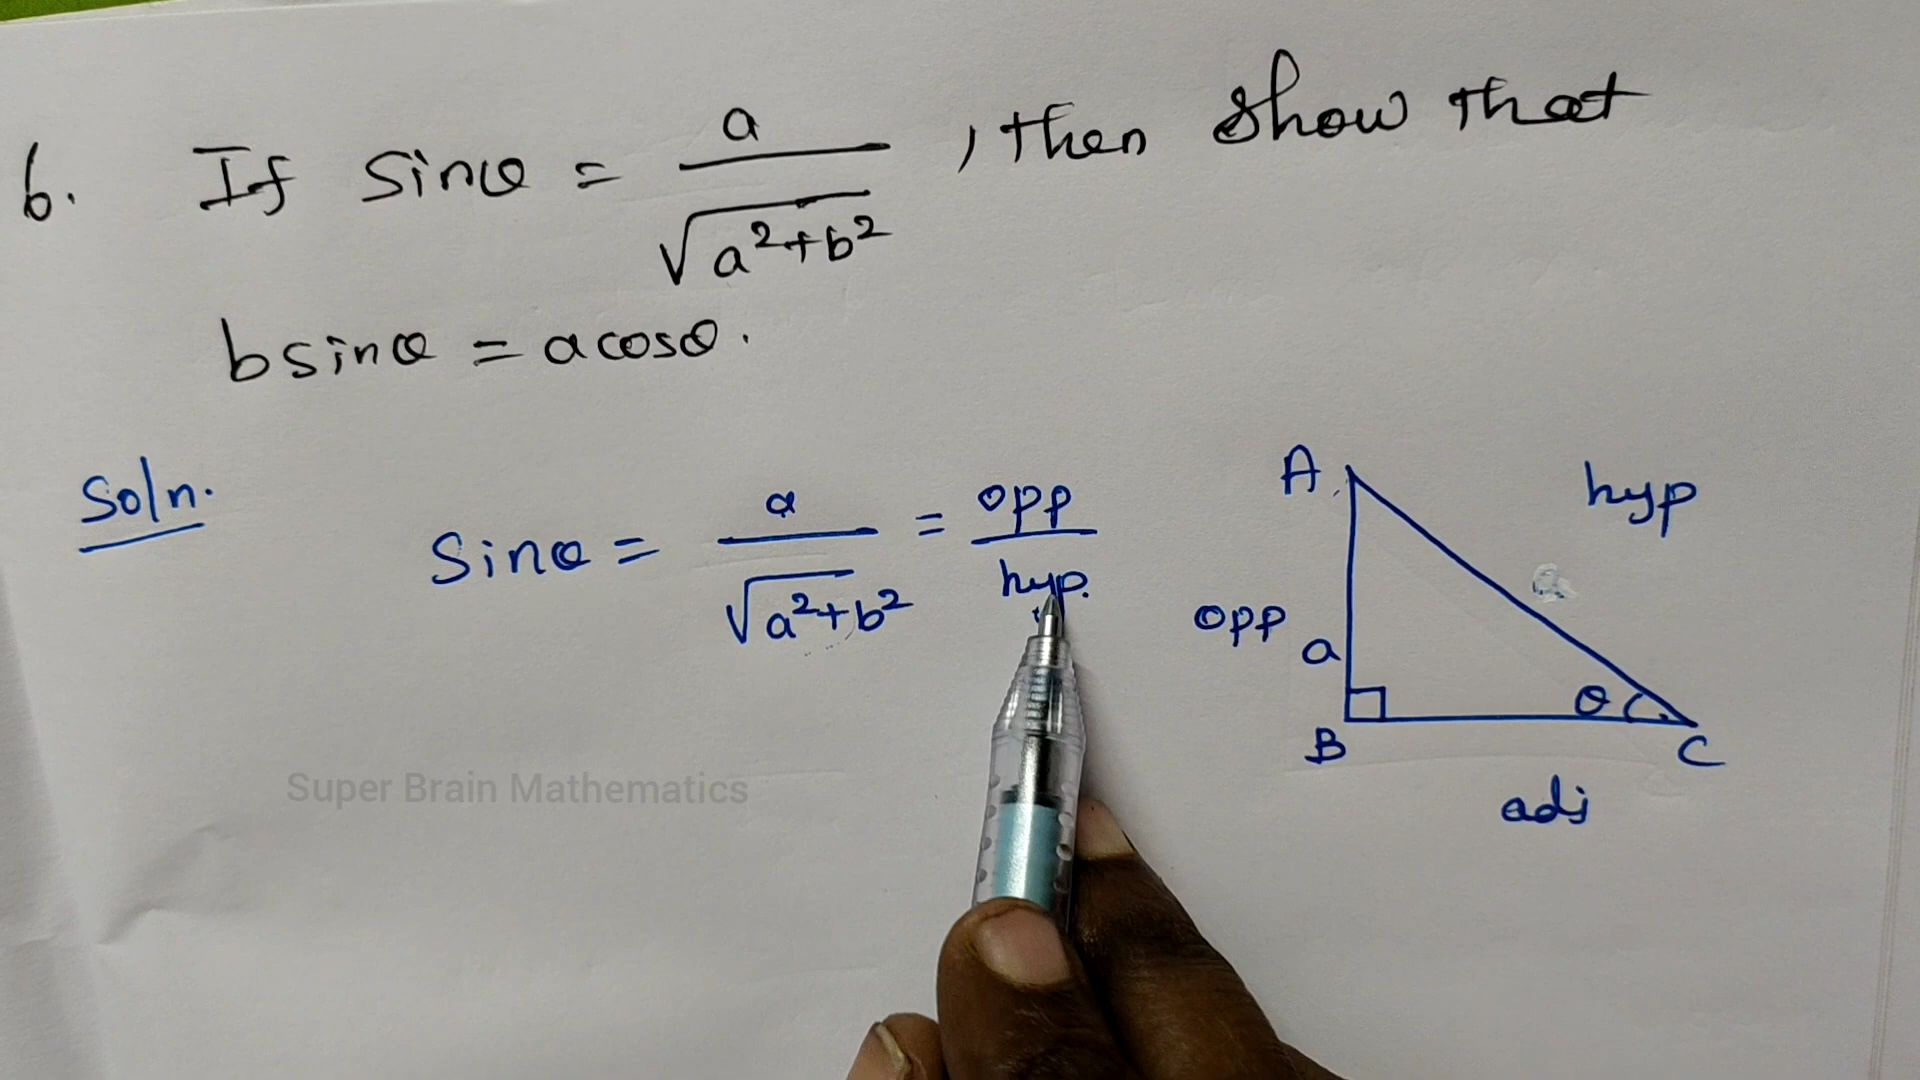 6. If sinθ = a/√a²+b², then show that
bsinθ = acosθ.
Soln.
Sinθ = a/√a²+b² = opp/hyp.
A
hyp
opp
a
θ
B
C
adj
Super Brain Mathematics